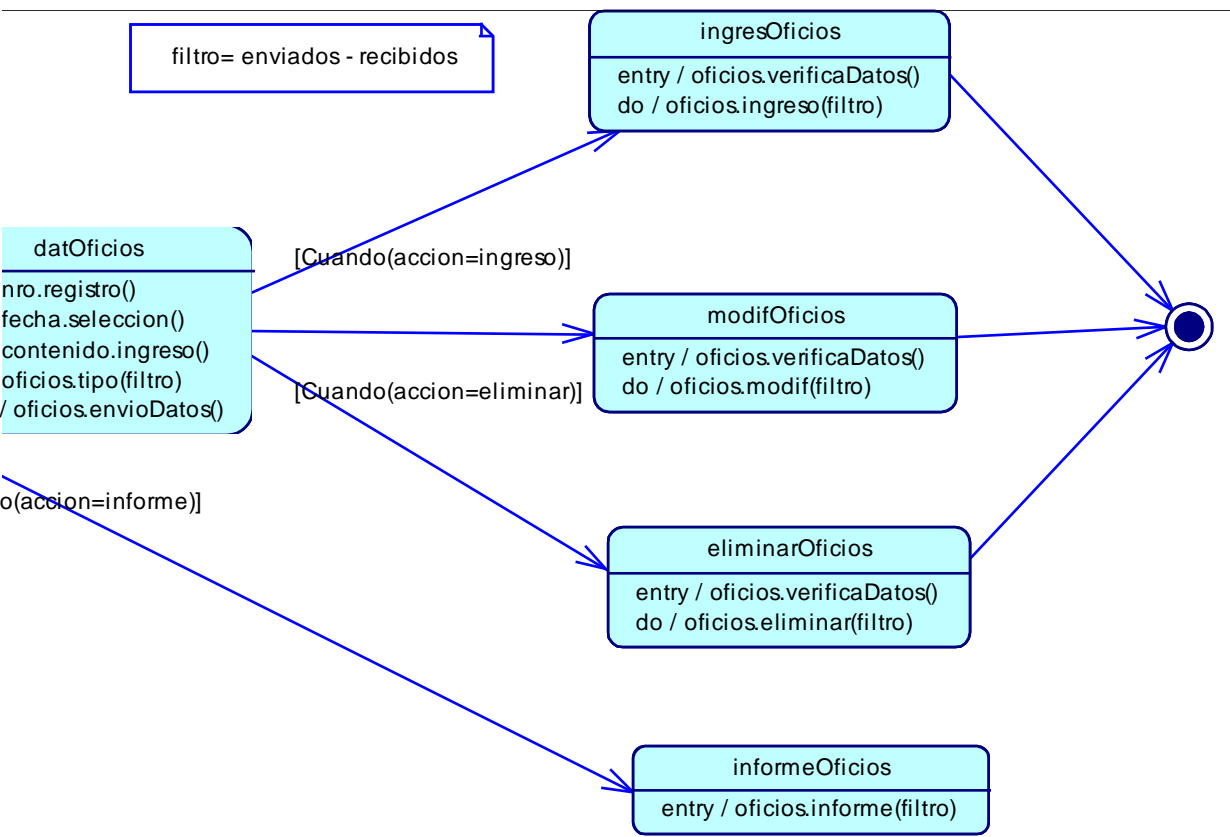 filtro= enviados - recibidos
ingresOficios
entry / oficios.verificaDatos()
do / oficios.ingreso(filtro)
datOficios
nro.registro()
fecha.seleccion()
contenido.ingreso()
oficios.tipo(filtro)
/ oficios.envioDatos()
[Cuando(accion=ingreso)]
modifOficios
entry / oficios.verificaDatos()
do / oficios.modif(filtro)
[Cuando(accion=eliminar)]
o(accion=informe)]
eliminarOficios
entry / oficios.verificaDatos()
do / oficios.eliminar(filtro)
informeOficios
entry / oficios.informe(filtro)